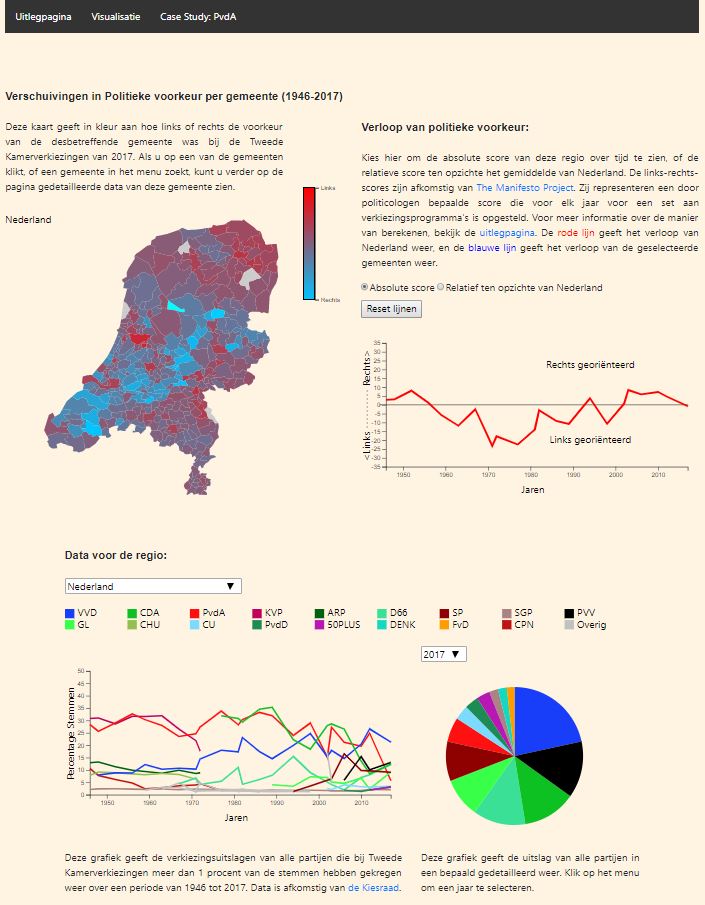 Uitlegpagina Visualisatie Case Study: PvdA
Verschuivingen in Politieke voorkeur per gemeente (1946-2017)
Deze kaart geeft in kleur aan hoe links of rechts de voorkeur
van de desbetreffende gemeente was bij de Tweede
Kamerverkiezingen van 2017. Als u op een van de gemeenten
klikt, of een gemeente in het menu zoekt, kunt u verder op de
pagina gedetailleerde data van deze gemeente zien.
Nederland
Links
Rechts
Verloop van politieke voorkeur:
Kies hier om de absolute score van deze regio over tijd te zien, of de
relatieve score ten opzichte het gemiddelde van Nederland. De links-rechts-
scores zijn afkomstig van The Manifesto Project. Zij representeren een door
politicologen bepaalde score die voor elk jaar voor een set aan
verkiezingsprogramma's is opgesteld. Voor meer informatie over de manier
van berekenen, bekijk de uitlegpagina. De rode lijn geeft het verloop van
Nederland weer, en de blauwe lijn geeft het verloop van de geselecteerde
gemeenten weer.
Absolute score Relatief ten opzichte van Nederland
Reset lijnen
<Links ------- Rechts>
35
30
25
20
15
10
5
0
-5
-10
-15
-20
-25
-30
-35
Rechts georiënteerd
Links georiënteerd
1950 1960 1970 1980 1990 2000 2010
Jaren
Data voor de regio:
Nederland
VVD CDA PvdA KVP ARP D66 SP SGP PVV
GL CHU CU PvdD 50PLUS DENK FvD CPN Overig
2017
Percentage Stemmen
50
45
40
35
30
25
20
15
10
5
0
1950 1960 1970 1980 1990 2000 2010
Jaren
Deze grafiek geeft de verkiezingsuitslagen van alle partijen die bij Tweede
Kamerverkiezingen meer dan 1 procent van de stemmen hebben gekregen
weer over een periode van 1946 tot 2017. Data is afkomstig van de Kiesraad.
Deze grafiek geeft de uitslag van alle partijen in
een bepaald gedetailleerd weer. Klik op het menu
om een jaar te selecteren.